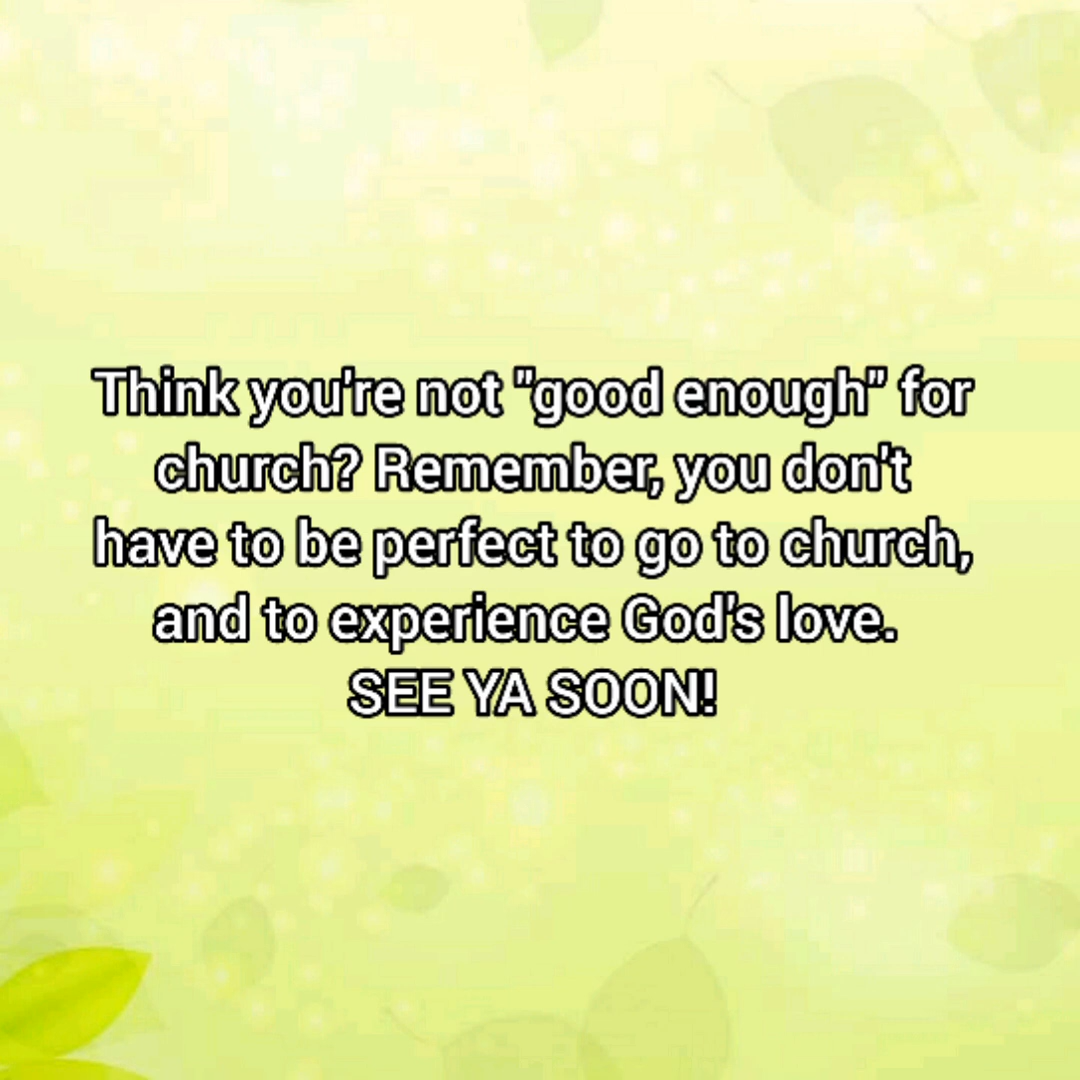 Think you're not "good enough" for
church? Remember, you don't
have to be perfect to go to church,
and to experience God's love.
SEE YA SOON!